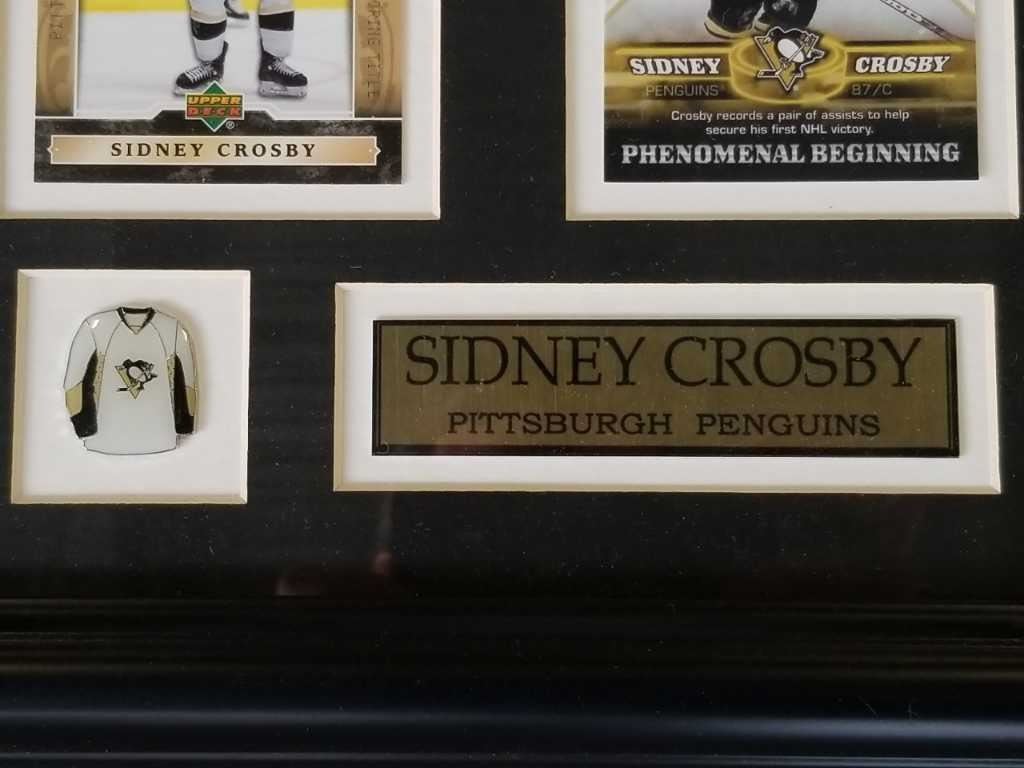 UPPER
DECK
®
SIDNEY CROSBY
SIDNEY CROSBY
PENGUINS® 87/C
Crosby records a pair of assists to help
secure his first NHL victory.
PHENOMENAL BEGINNING
SIDNEY CROSBY
PITTSBURGH PENGUINS